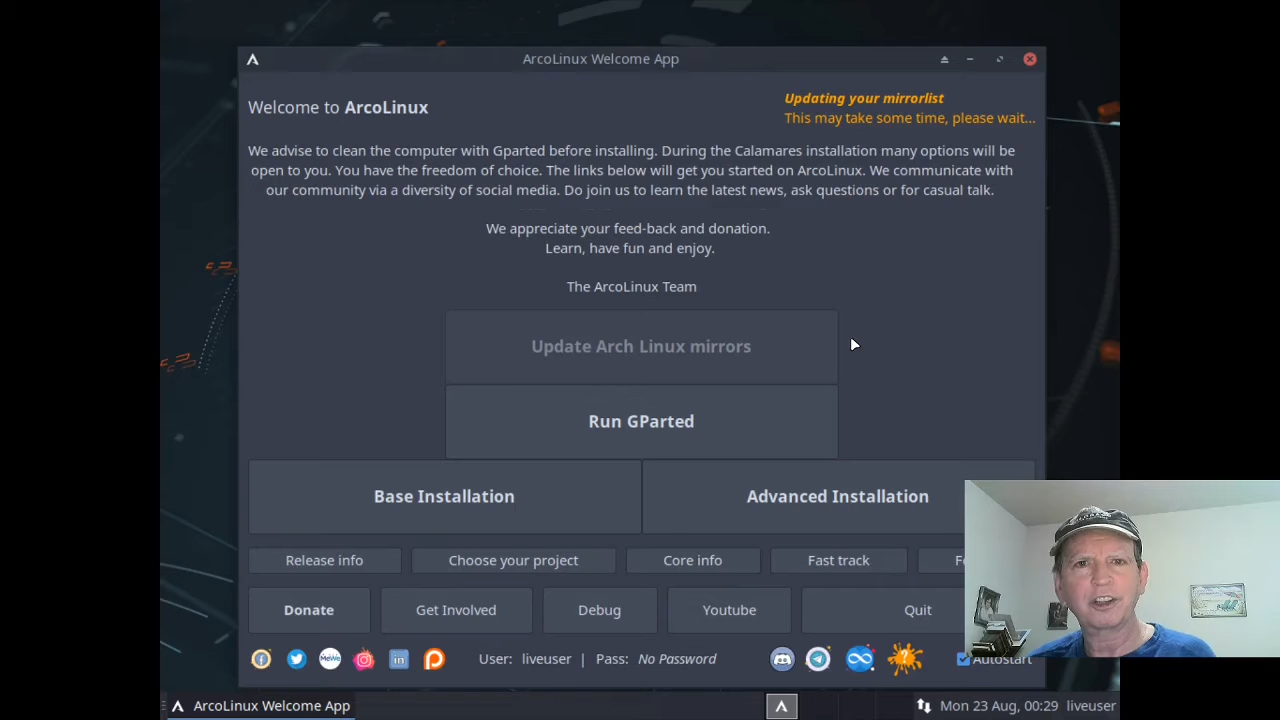 ArcoLinux Welcome App
Welcome to ArcoLinux
Updating your mirrorlist
This may take some time, please wait...
We advise to clean the computer with Gparted before installing. During the Calamares installation many options will be
open to you. You have the freedom of choice. The links below will get you started on ArcoLinux. We communicate with
our community via a diversity of social media. Do join us to learn the latest news, ask questions or for casual talk.
We appreciate your feed-back and donation.
Learn, have fun and enjoy.
The ArcoLinux Team
Update Arch Linux mirrors
Run GParted
Base Installation
Advanced Installation
Release info
Choose your project
Core info
Fast track
Donate
Get Involved
Debug
Youtube
Quit
MeWe
in
User: liveuser | Pass: No Password
?
Autostart
ArcoLinux Welcome App
Mon 23 Aug, 00:29 liveuser